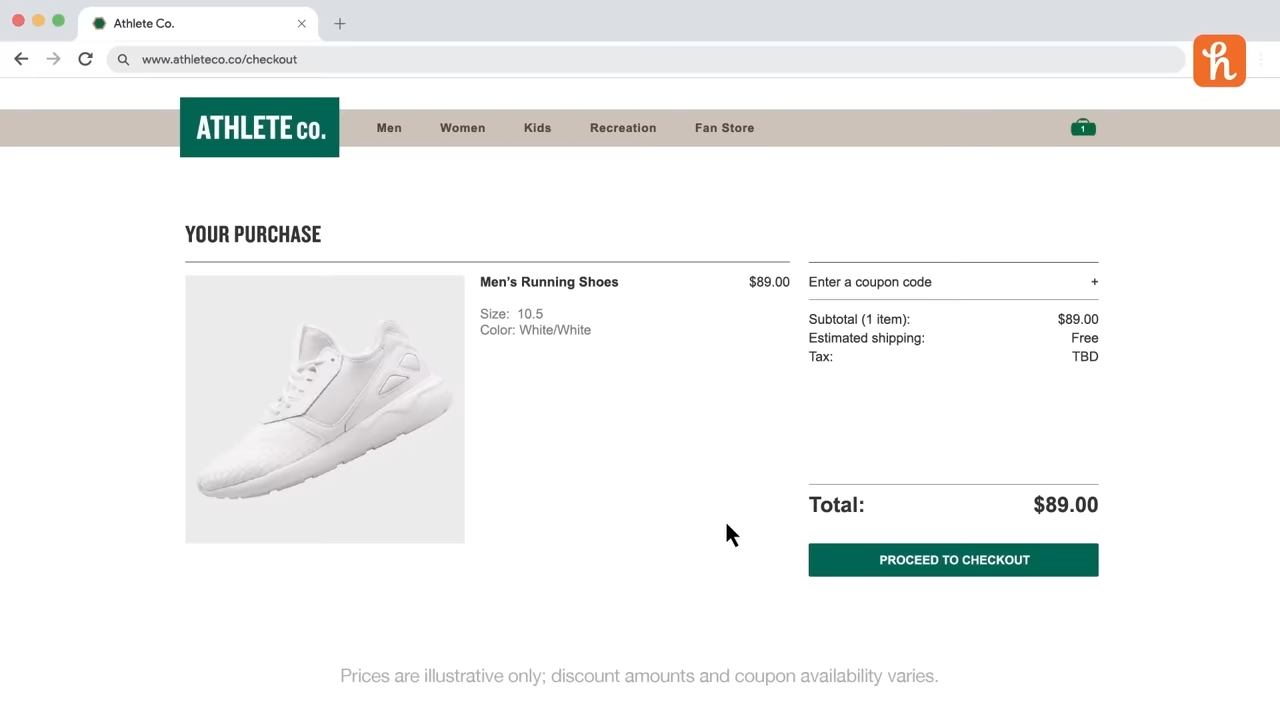 Athlete Co.
www.athleteco.co/checkout
h
ATHLETE CO.
Men Women Kids Recreation Fan Store
1
YOUR PURCHASE
Men's Running Shoes $89.00
Size: 10.5
Color: White/White
Enter a coupon code +
Subtotal (1 item): $89.00
Estimated shipping: Free
Tax: TBD
Total: $89.00
PROCEED TO CHECKOUT
Prices are illustrative only; discount amounts and coupon availability varies.